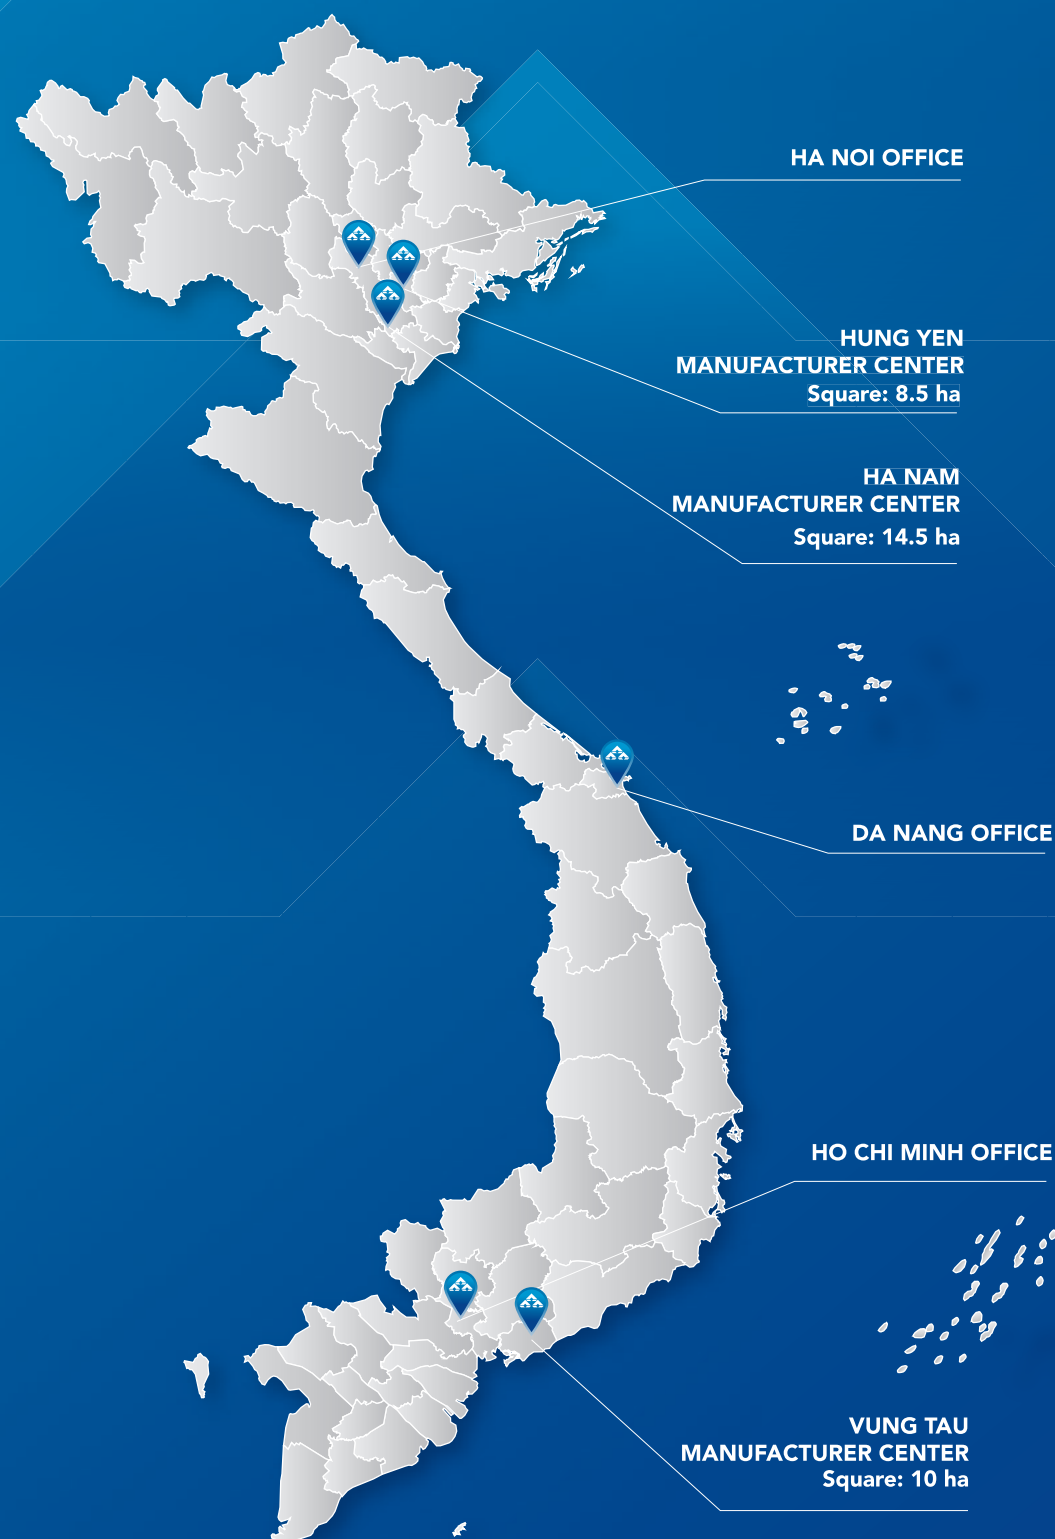 HA NOI OFFICE
HUNG YEN
MANUFACTURER CENTER
Square: 8.5 ha
HA NAM
MANUFACTURER CENTER
Square: 14.5 ha
DA NANG OFFICE
HO CHI MINH OFFICE
VUNG TAU
MANUFACTURER CENTER
Square: 10 ha